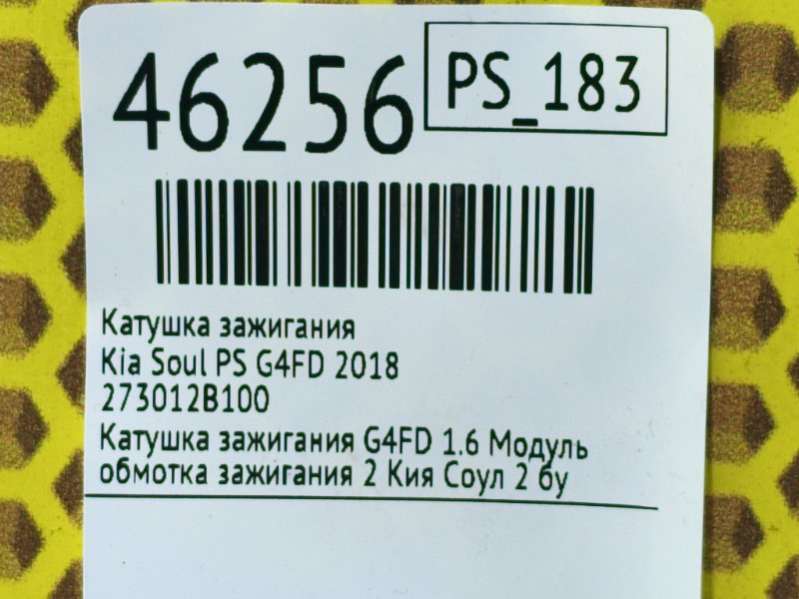 46256
PS_183
Катушка зажигания
Kia Soul PS G4FD 2018
273012B100
Катушка зажигания G4FD 1.6 Модуль
обмотка зажигания 2 Кия Соул 2 бу